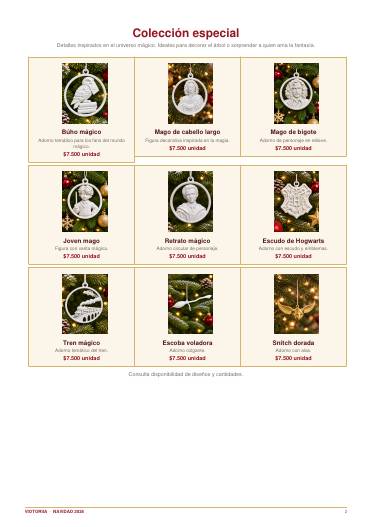 Colección especial
Detalles inspirados en el universo mágico. Ideales para decorar el árbol o sorprender a quien ama la fantasía.
Búho mágico
Adorno temático para los fans del mundo
mágico.
$7.500 unidad
Mago de cabello largo
Figura decorativa inspirada en la magia.
$7.500 unidad
Mago de bigote
Adorno de personaje en relieve.
$7.500 unidad
Joven mago
Figura con varita mágica.
$7.500 unidad
Retrato mágico
Adorno circular de personaje.
$7.500 unidad
Escudo de Hogwarts
Adorno con escudo y emblemas.
$7.500 unidad
Tren mágico
Adorno temático del tren.
$7.500 unidad
Escoba voladora
Adorno colgante.
$7.500 unidad
Snitch dorada
Adorno con alas.
$7.500 unidad
Consulta disponibilidad de diseños y cantidades.
NAVIDAD 2026